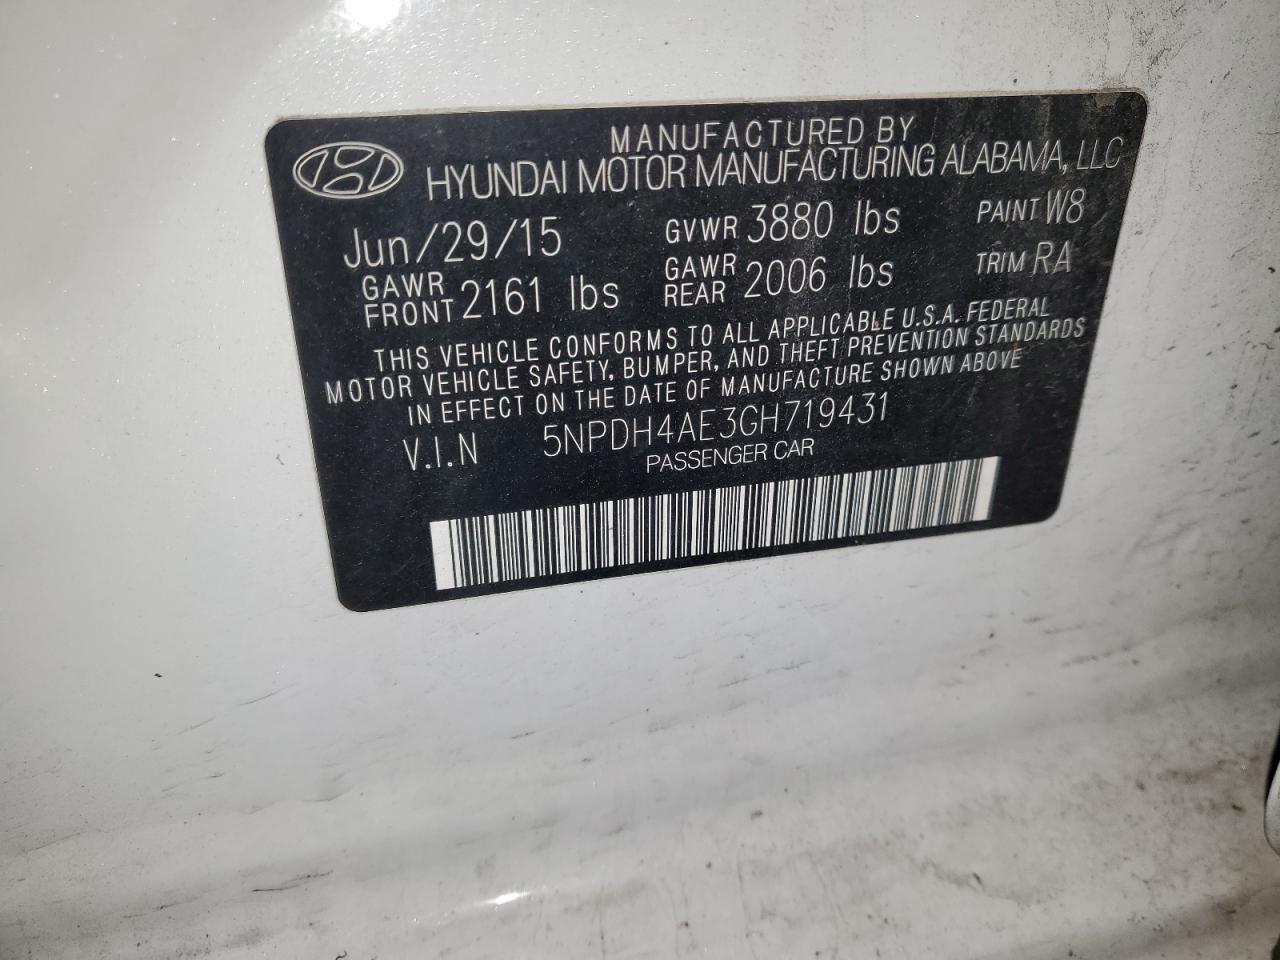 MANUFACTURED BY
HYUNDAI MOTOR MANUFACTURING ALABAMA, LLC
Jun/29/15 GVWR 3880 lbs PAINT W8
GAWR FRONT 2161 lbs GAWR REAR 2006 lbs TRIM RA
THIS VEHICLE CONFORMS TO ALL APPLICABLE U.S.A. FEDERAL
MOTOR VEHICLE SAFETY, BUMPER, AND THEFT PREVENTION STANDARDS
IN EFFECT ON THE DATE OF MANUFACTURE SHOWN ABOVE
V.I.N 5NPDH4AE3GH719431
PASSENGER CAR